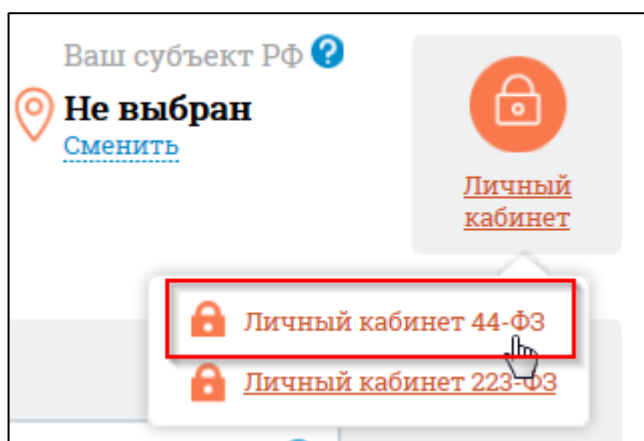 Ваш субъект РФ ?
Не выбран
Сменить
Личный
кабинет
Личный кабинет 44-ФЗ
Личный кабинет 223-ФЗ